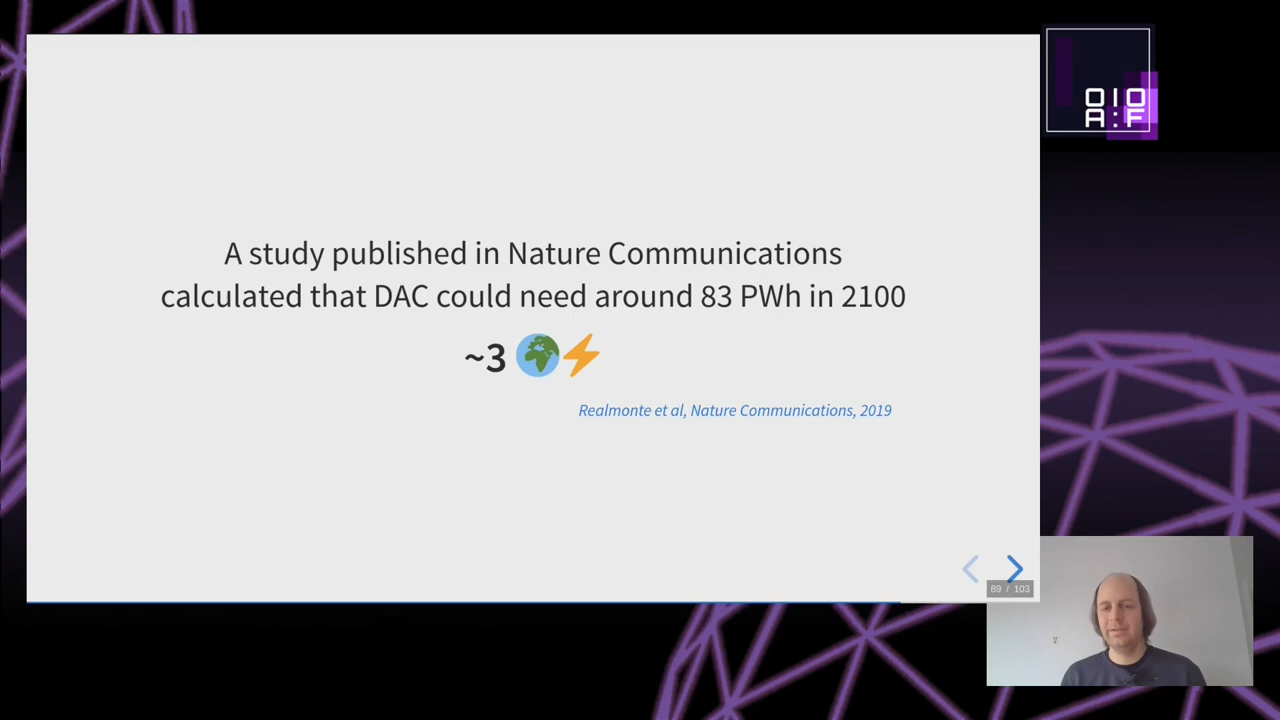 OIO
A:F
A study published in Nature Communications
calculated that DAC could need around 83 PWh in 2100
~3 🌍⚡
Realmonte et al, Nature Communications, 2019
89 / 103